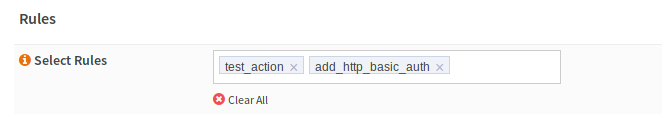 Rules
Select Rules
test_action × add_http_basic_auth ×
Clear All